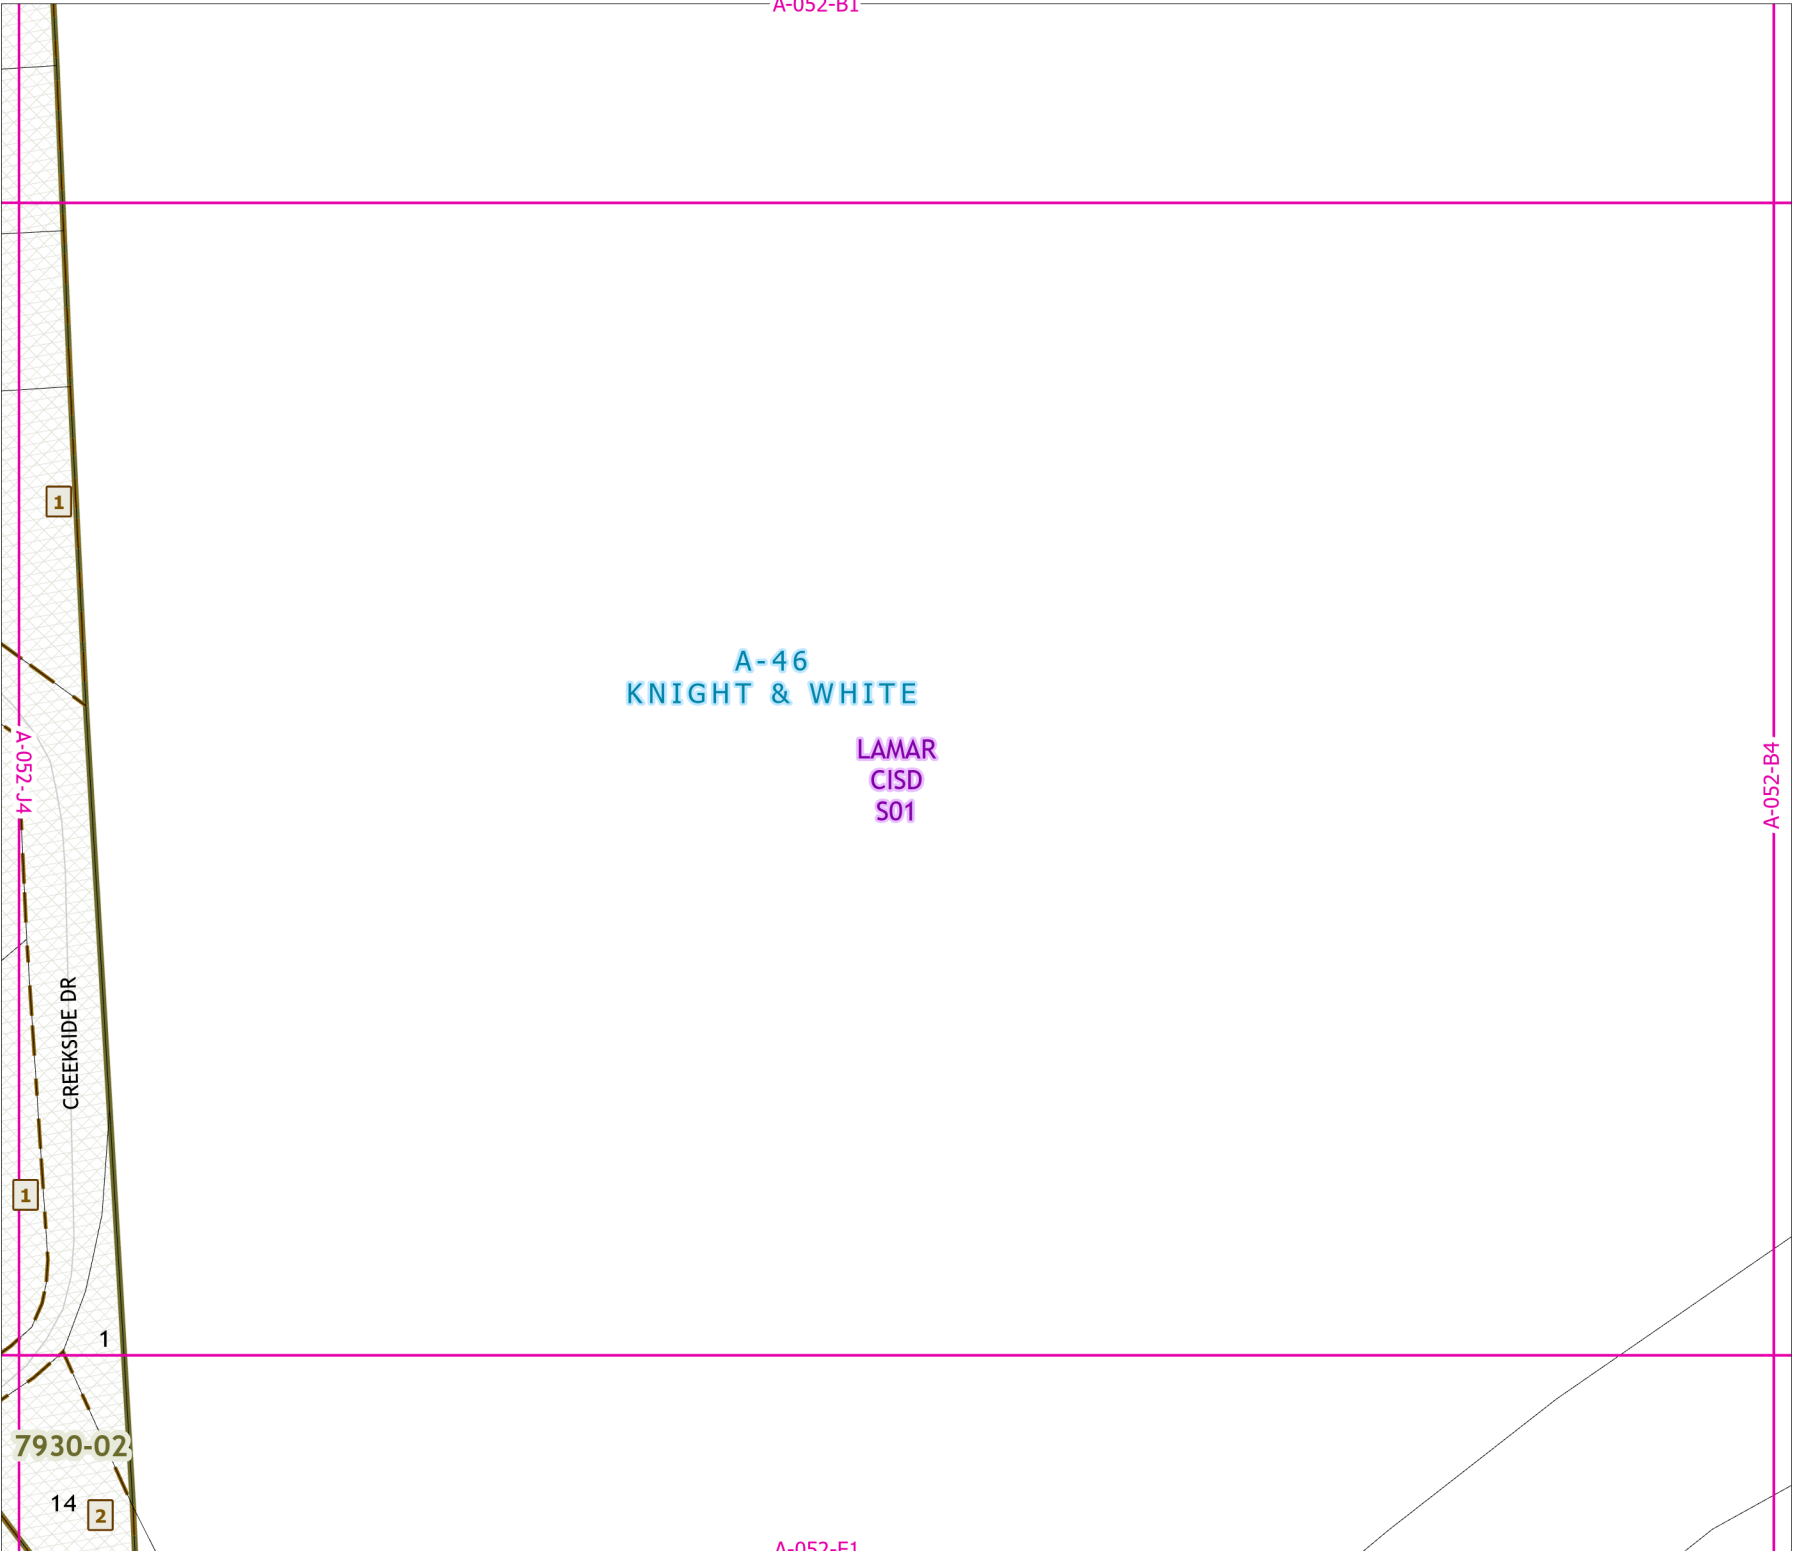 A-052-B1
1
A-46
KNIGHT & WHITE
LAMAR
CISD
S01
A-052-J4
A-052-B4
CREEKSIDE DR
1
1
7930-02
14
2
A-052-F1